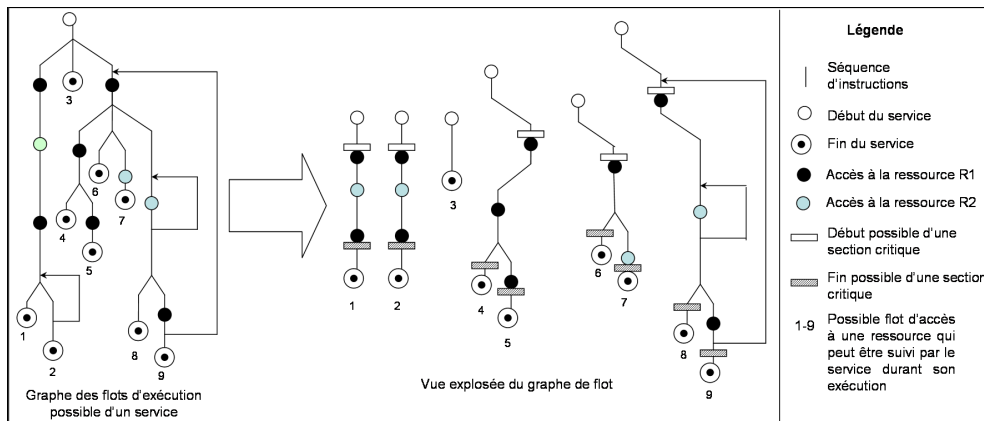 3
6
7
4
5
1
2
8
9
Graphe des flots d'exécution
possible d'un service
1
2
3
4
5
6
7
8
9
Vue explosée du graphe de flot
Légende
Séquence
d'instructions
Début du service
Fin du service
Accès à la ressource R1
Accès à la ressource R2
Début possible d'une
section critique
Fin possible d'une section
critique
1-9 Possible flot d'accès
à une ressource qui
peut être suivi par le
service durant son
exécution